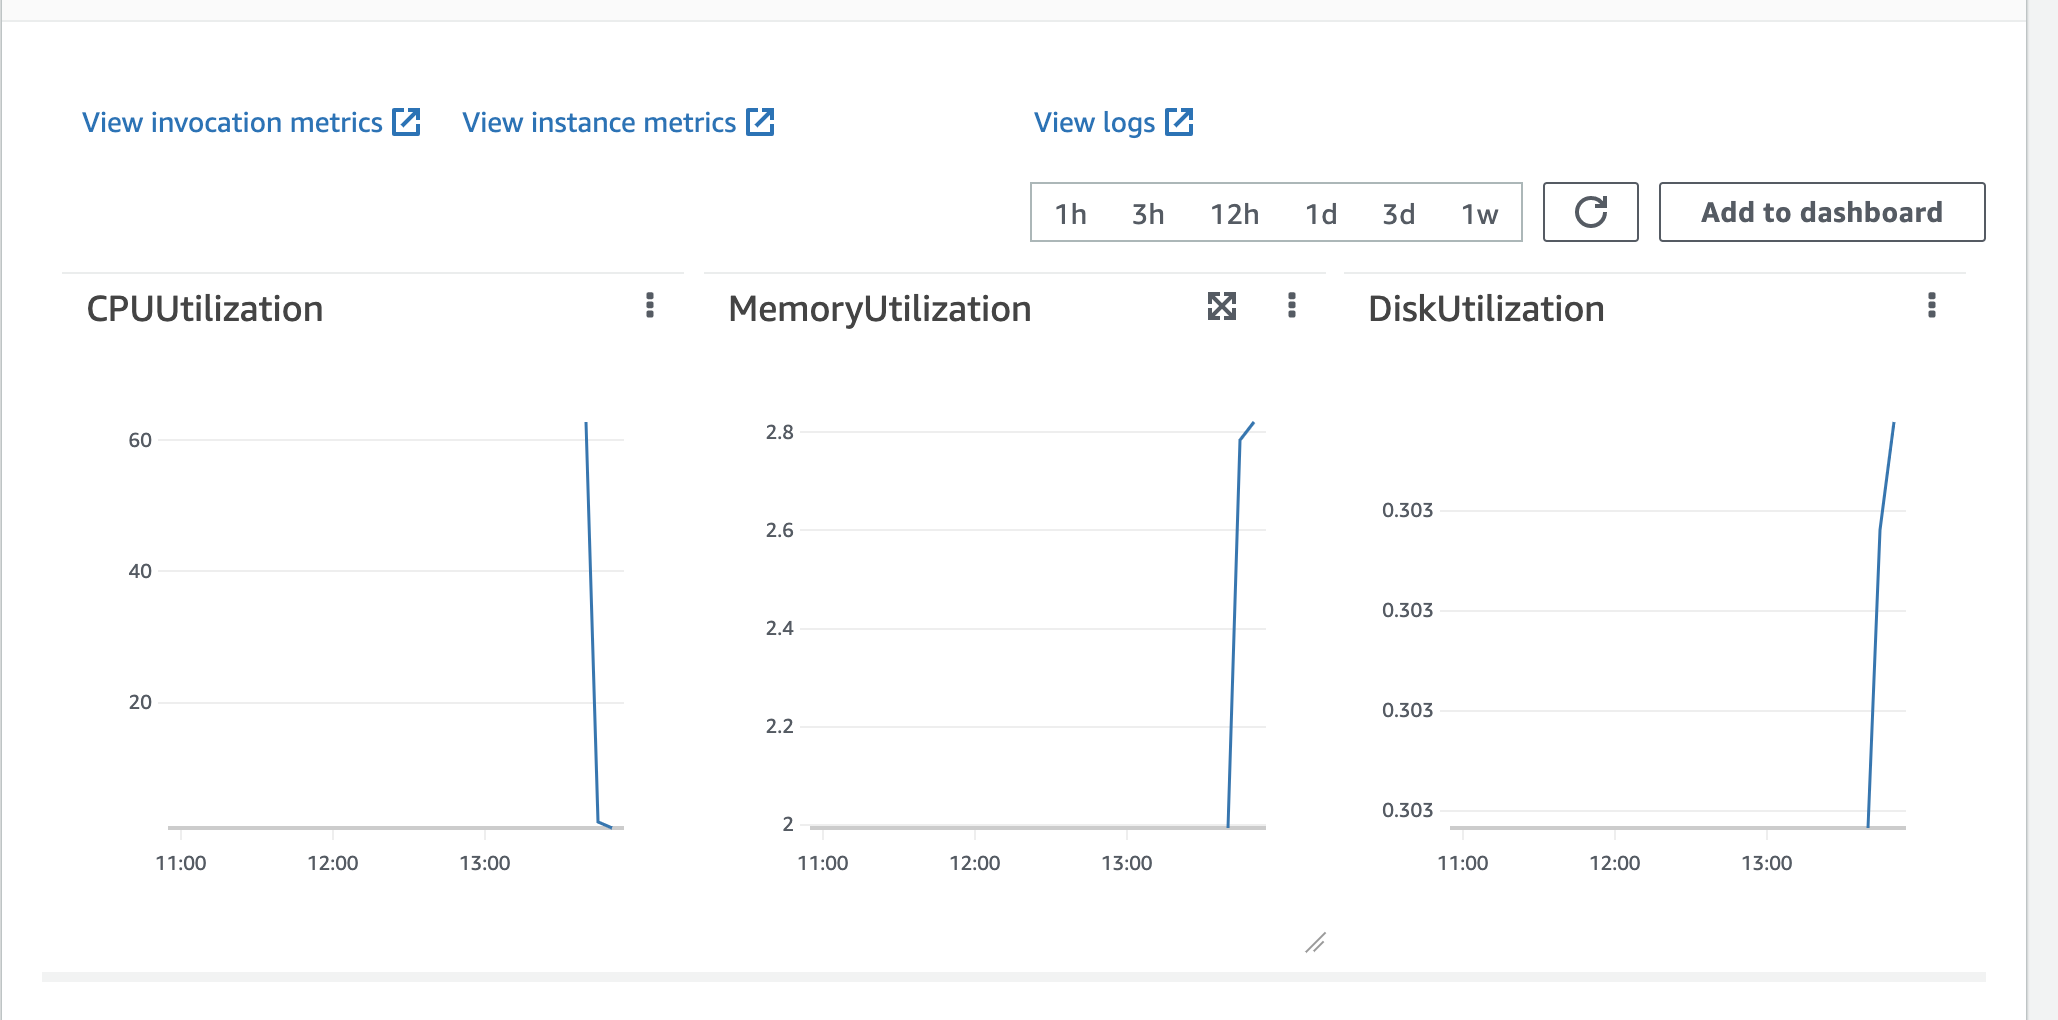 View invocation metrics View instance metrics View logs
1h 3h 12h 1d 3d 1w Add to dashboard
CPUUtilization
60
40
20
11:00 12:00 13:00
MemoryUtilization
2.8
2.6
2.4
2.2
2
11:00 12:00 13:00
DiskUtilization
0.303
0.303
0.303
0.303
11:00 12:00 13:00